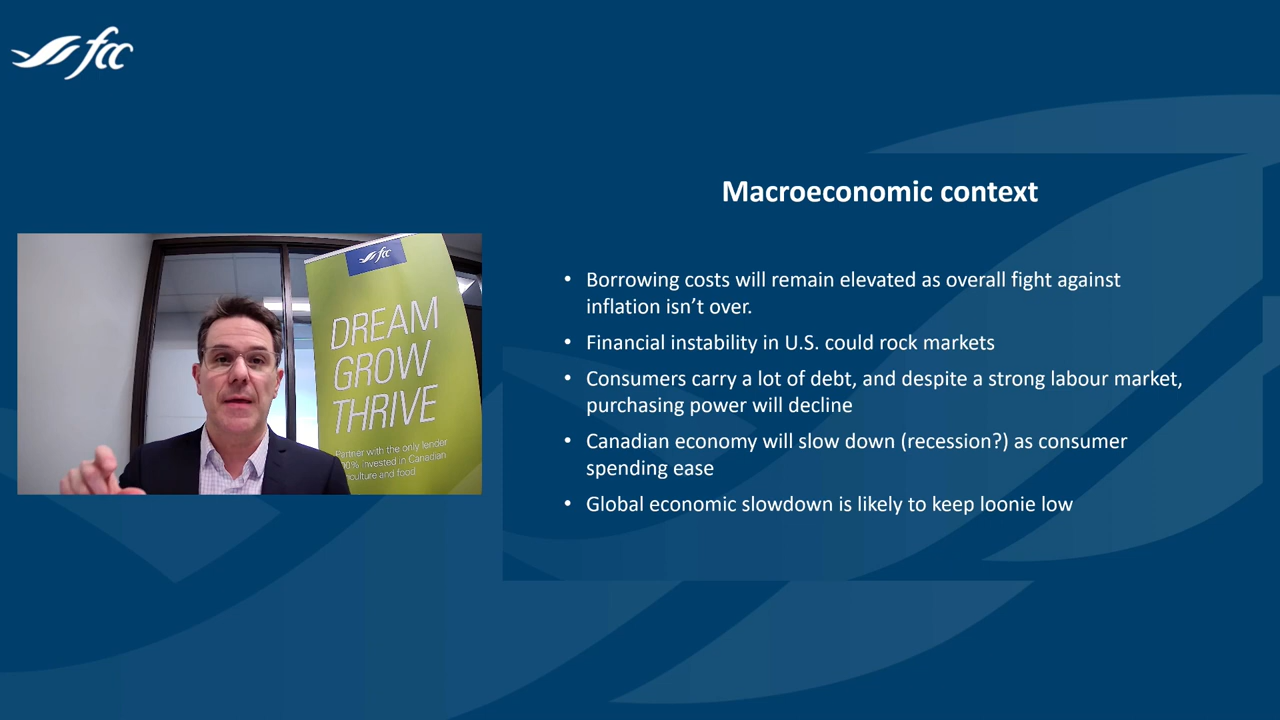 fcc
Macroeconomic context
• Borrowing costs will remain elevated as overall fight against
inflation isn’t over.
• Financial instability in U.S. could rock markets
• Consumers carry a lot of debt, and despite a strong labour market,
purchasing power will decline
• Canadian economy will slow down (recession?) as consumer
spending ease
• Global economic slowdown is likely to keep loonie low
fcc
DREAM
GROW
THRIVE
Partner with the only lender
invested in Canadian
and food